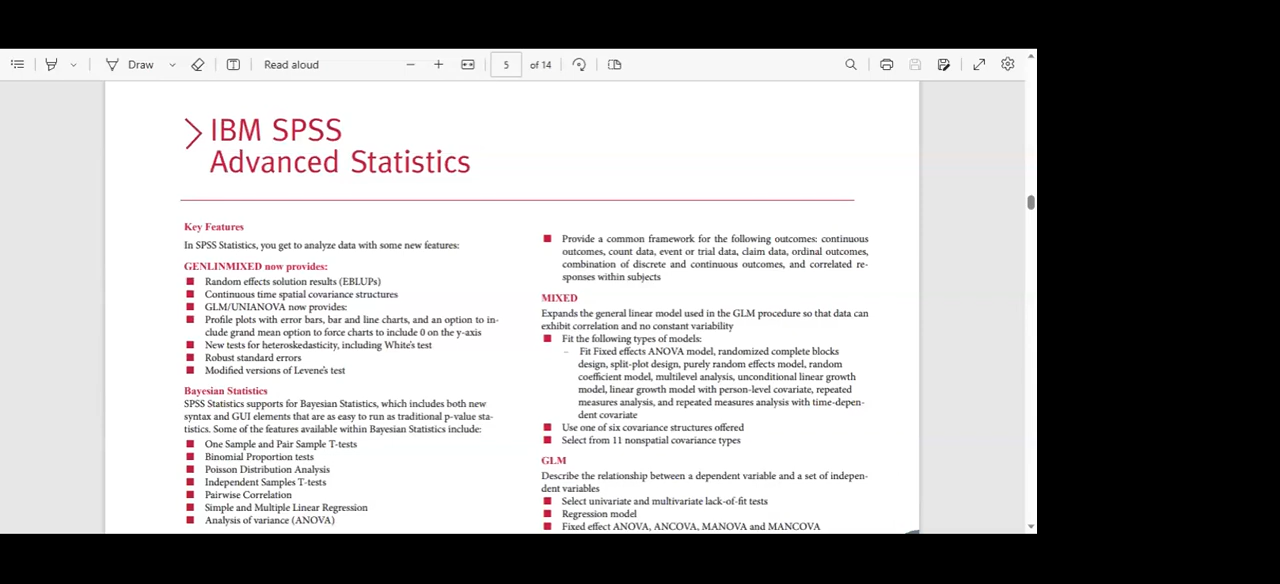 Draw
Read aloud
5
of 14
IBM SPSS
Advanced Statistics
Key Features
In SPSS Statistics, you get to analyze data with some new features:
GENLINMIXED now provides:
Random effects solution results (EBLUPs)
Continuous time spatial covariance structures
GLM/UNIANOVA now provides:
Profile plots with error bars, bar and line charts, and an option to in-
clude grand mean option to force charts to include 0 on the y-axis
New tests for heteroskedasticity, including White's test
Robust standard errors
Modified versions of Levene's test
Bayesian Statistics
SPSS Statistics supports for Bayesian Statistics, which includes both new
syntax and GUI elements that are as easy to run as traditional p-value sta-
tistics. Some of the features available within Bayesian Statistics include:
One Sample and Pair Sample T-tests
Binomial Proportion tests
Poisson Distribution Analysis
Independent Samples T-tests
Pairwise Correlation
Simple and Multiple Linear Regression
Analysis of variance (ANOVA)
Provide a common framework for the following outcomes: continuous
outcomes, count data, event or trial data, claim data, ordinal outcomes,
combination of discrete and continuous outcomes, and correlated re-
sponses within subjects
MIXED
Expands the general linear model used in the GLM procedure so that data can
exhibit correlation and no constant variability
Fit the following types of models:
– Fit Fixed effects ANOVA model, randomized complete blocks
design, split-plot design, purely random effects model, random
coefficient model, multilevel analysis, unconditional linear growth
model, linear growth model with person-level covariate, repeated
measures analysis, and repeated measures analysis with time-depen-
dent covariate
Use one of six covariance structures offered
Select from 11 nonspatial covariance types
GLM
Describe the relationship between a dependent variable and a set of indepen-
dent variables
Select univariate and multivariate lack-of-fit tests
Regression model
Fixed effect ANOVA, ANCOVA, MANOVA and MANCOVA